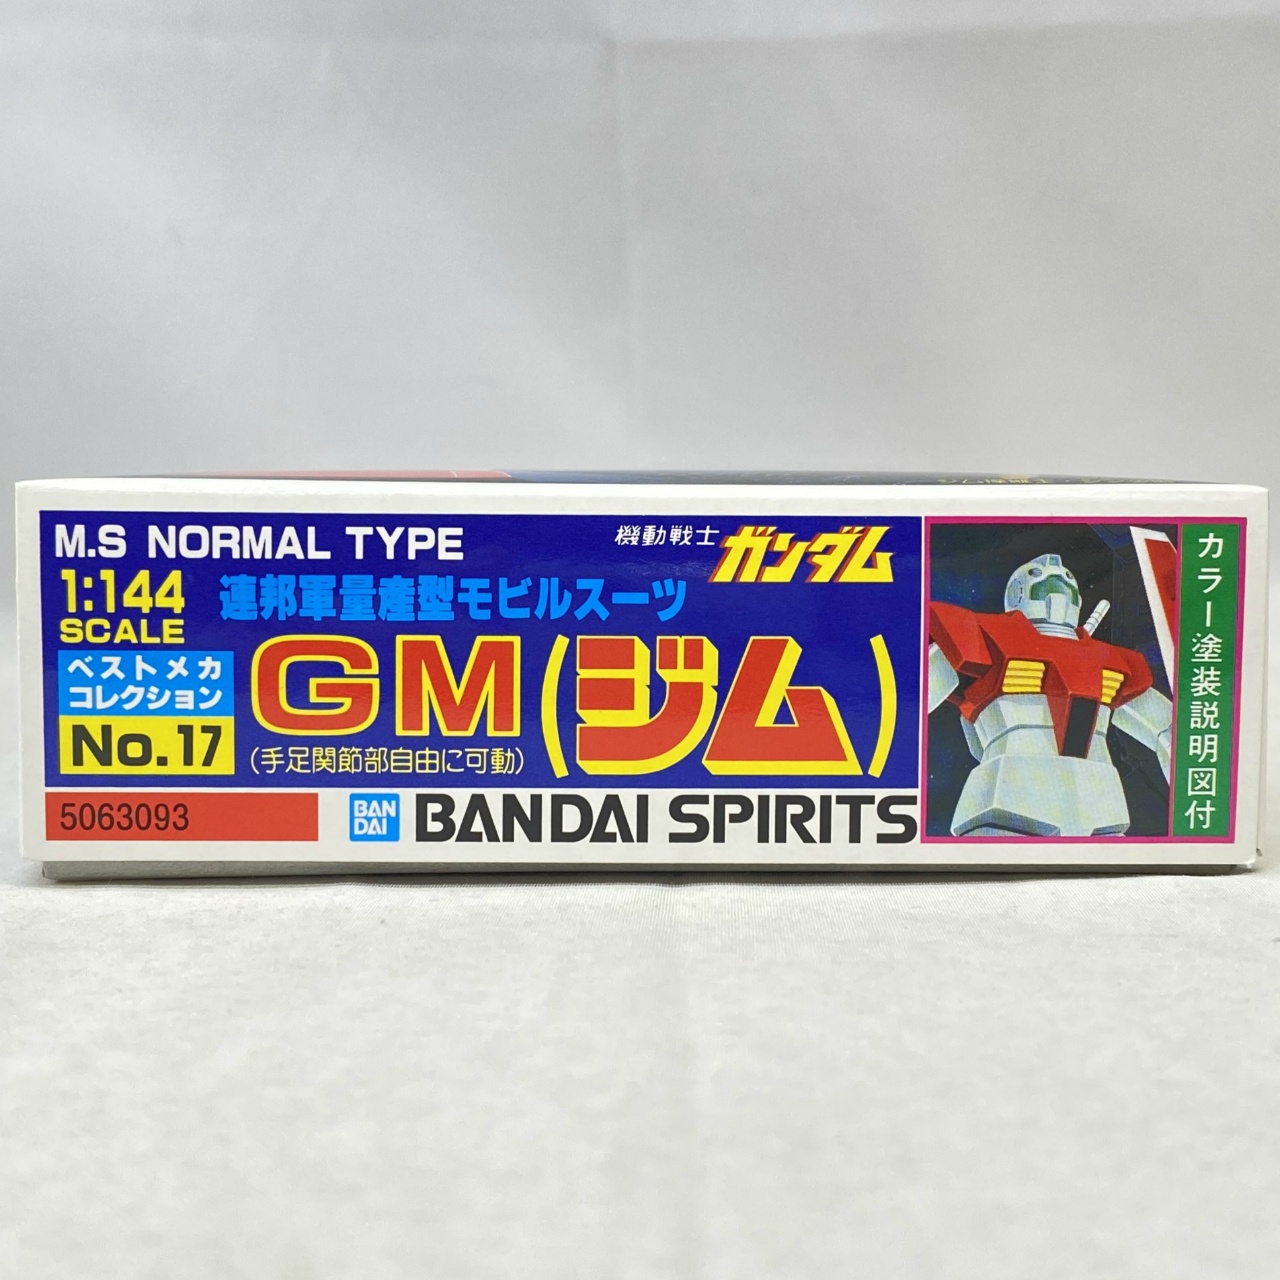 M.S NORMAL TYPE
機動戦士 ガンダム
1:144
SCALE
連邦軍量産型モビルスーツ
ベストメカ
コレクション
No.17
GM(ジム)
(手足関節部自由に可動)
5063093
BAN
DAI
BANDAI SPIRITS
カラー塗装説明図付